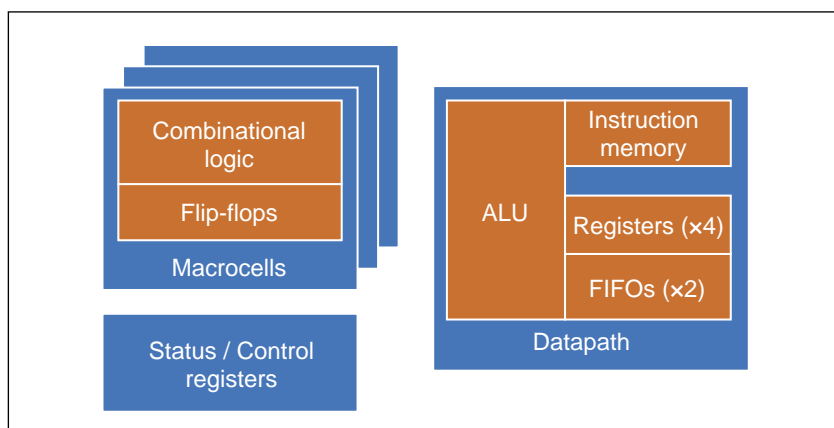 Combinational
logic
Flip-flops
Macrocells
Status / Control
registers
ALU
Instruction
memory
Registers (×4)
FIFOs (×2)
Datapath